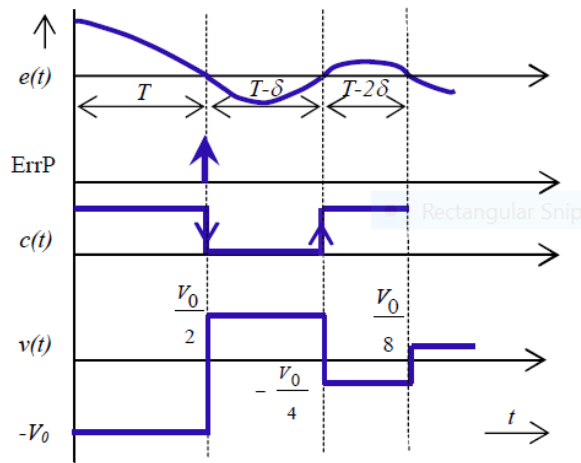 e(t)
T
T-δ
T-2δ
ErrP
Rectangular Snip
c(t)
V0
2
V0
8
v(t)
- V0
4
-V0
t